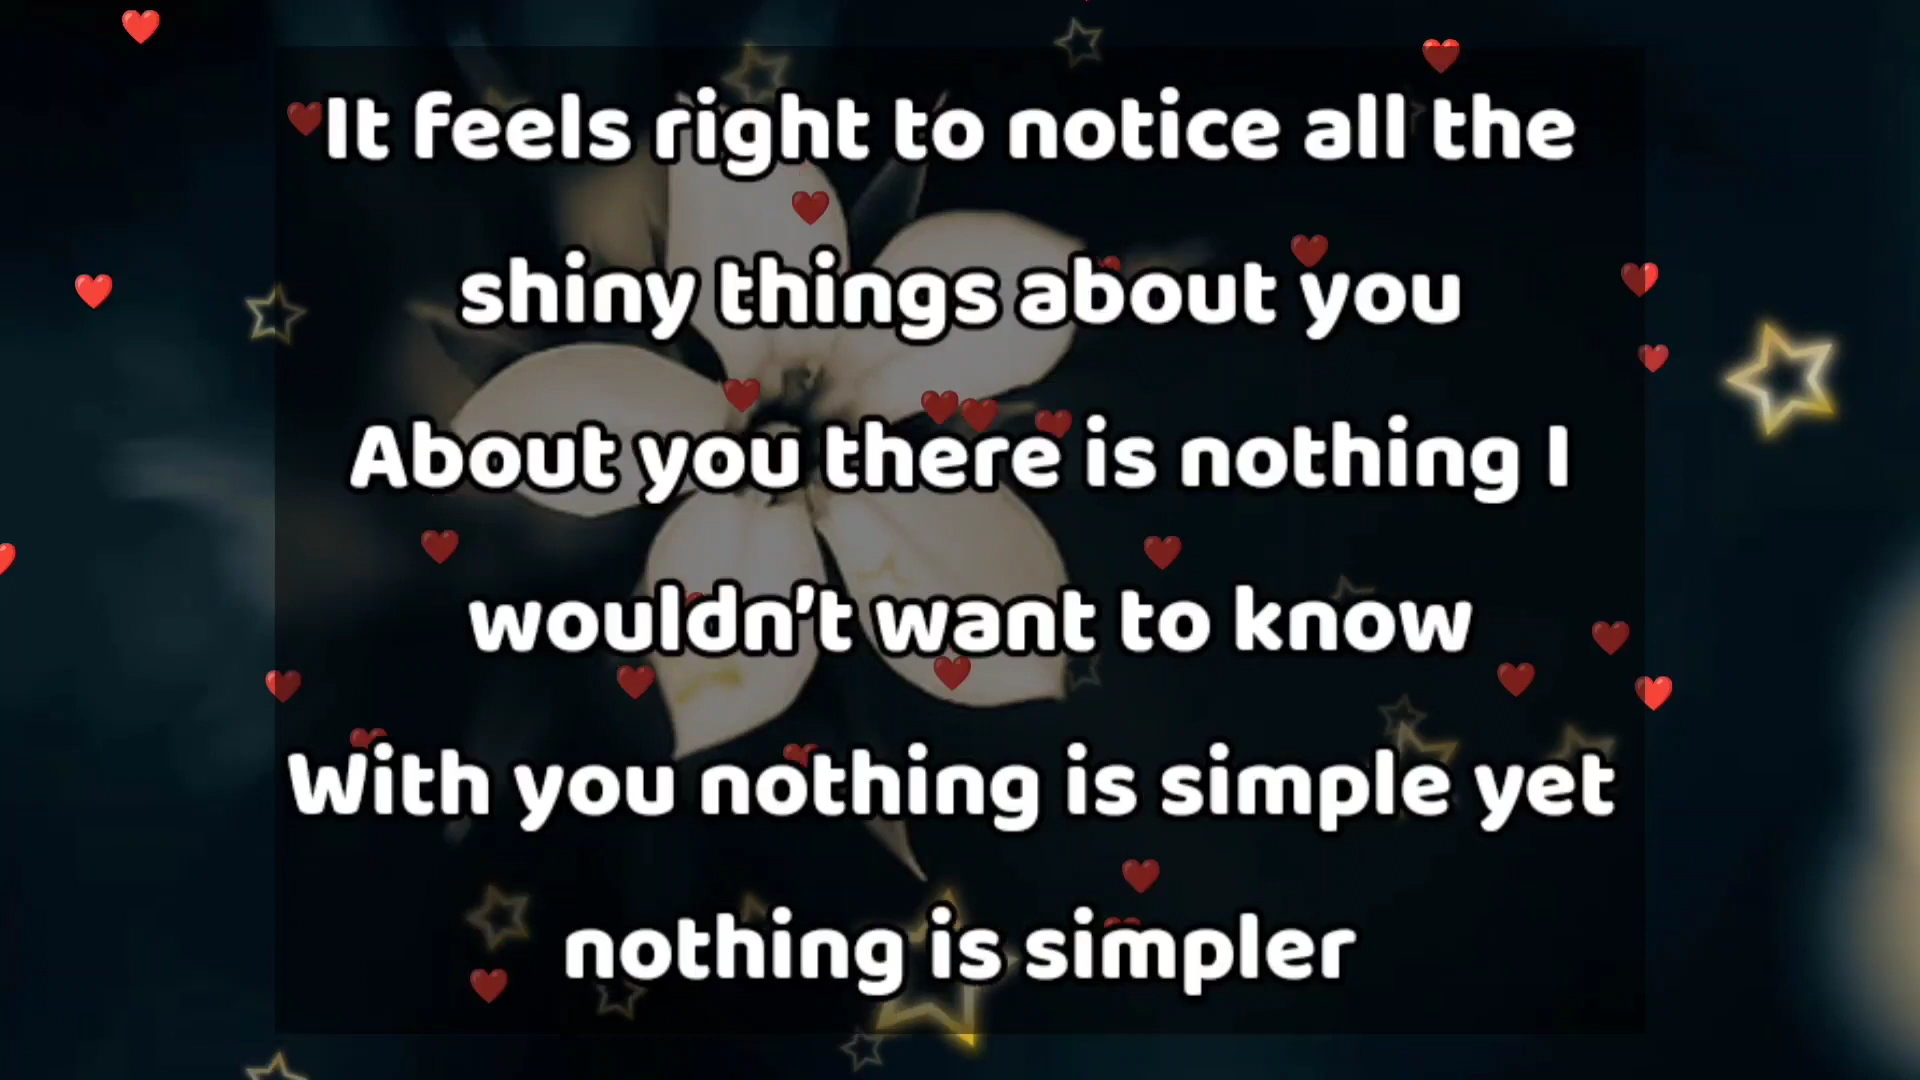 It feels right to notice all the
shiny things about you
About you there is nothing I
wouldn't want to know
With you nothing is simple yet
nothing is simpler